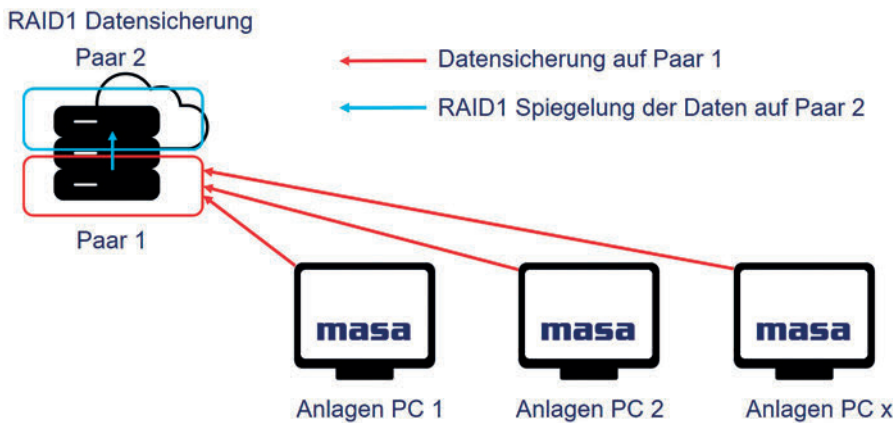 RAID1 Datensicherung
Paar 2
Datensicherung auf Paar 1
RAID1 Spiegelung der Daten auf Paar 2
Paar 1
masa
masa
masa
Anlagen PC 1
Anlagen PC 2
Anlagen PC x